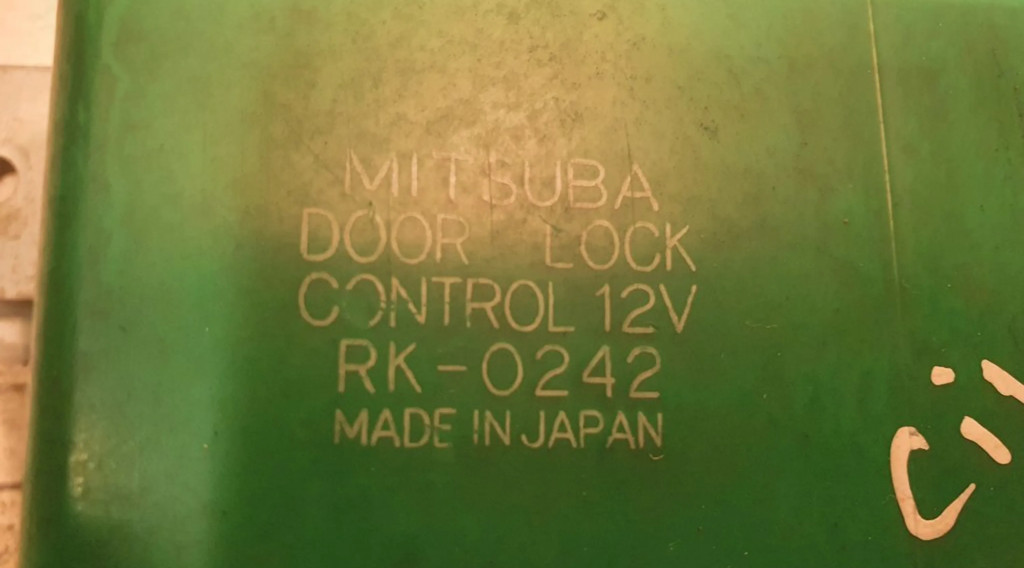 MITSUBA
DOOR LOCK
CONTROL 12V
RK-0242
MADE IN JAPAN